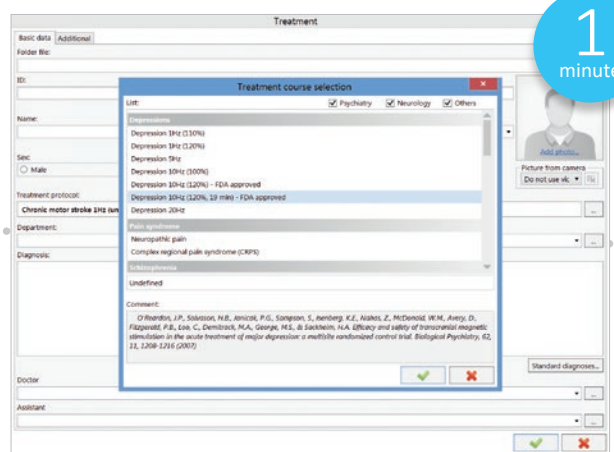 Treatment
1
minute
Basic data Additional
Folder file:
ID:
Name:
Sex:
Male
Treatment protocol:
Chronic motor stroke 1Hz (un
Department:
Diagnosis:
Doctor
Assistant
Add photo...
Picture from camera
Do not use vic
Standard diagnoses...
Treatment course selection
List:
Psychiatry Neurology Others
Depressions
Depression 1Hz (110%)
Depression 1Hz (120%)
Depression 5Hz
Depression 10Hz (100%)
Depression 10Hz (120%) - FDA approved
Depression 10Hz (120%, 19 min) - FDA approved
Depression 20Hz
Pain syndrome
Neuropathic pain
Complex regional pain syndrome (CRPS)
Schizophrenia
Undefined
Comment:
O'Reardon, J.P., Solvason, H.B., Janicak, P.G., Sampson, S., Isenberg, K.E., Nahas, Z., McDonald, W.M., Avery, D.,
Fitzgerald, P.B., Loo, C., Demitrack, M.A., George, M.S., & Sackheim, H.A. Efficacy and safety of transcranial magnetic
stimulation in the acute treatment of major depression: a multisite randomized control trial. Biological Psychiatry, 62,
11, 1208-1216 (2007)